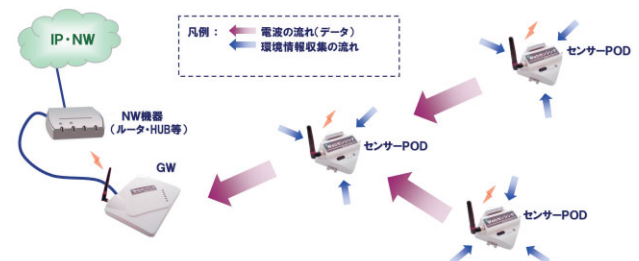 IP・NW
凡例： 電波の流れ(データ)
環境情報収集の流れ
センサーPOD
NW機器
(ルータ・HUB等)
センサーPOD
GW
センサーPOD